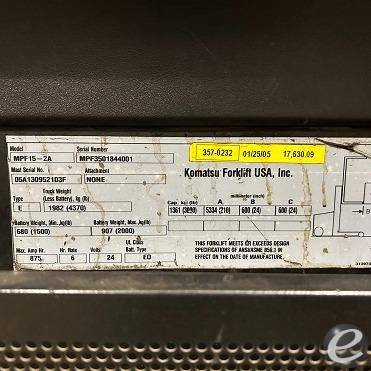 Model Serial Number
MPF15-2A MPF3501844001
Mast Serial No. Attachment
05A130952103F NONE
Truck Weight
Type (Less Battery), kg (lb)
E 1982 (4370)
Battery Weight, Min.,kg(lb) Battery Weight, Max.,kg(lb)
680 (1500) 907 (2000)
UL Class
Max. Amp Hr. Nr Rate Volts Batt. Type
875 6 24 EO
357-0232 01/25/05 17,630.09
Komatsu Forklift USA, Inc.
millimeter (inch)
Cap. kg (lb) A B C
1361 (3000) 5334 (210) 600 (24) 600 (24)
THIS FORKLIFT MEETS OR EXCEEDS DESIGN
SPECIFICATIONS OF ANSI/ASME B56.1 IN
EFFECT ON THE DATE OF MANUFACTURE.
B
e